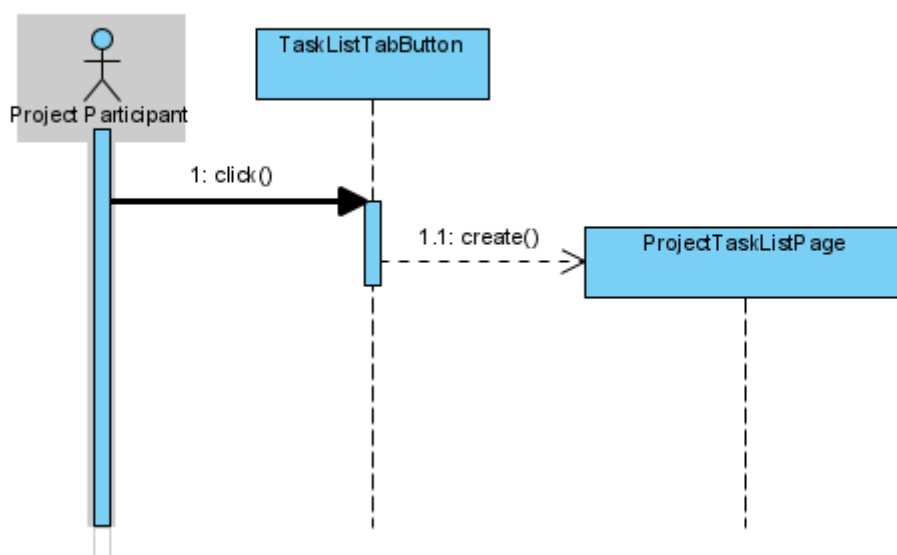 TaskListTabButton
Project Participant
1: click()
1.1: create()
ProjectTaskListPage